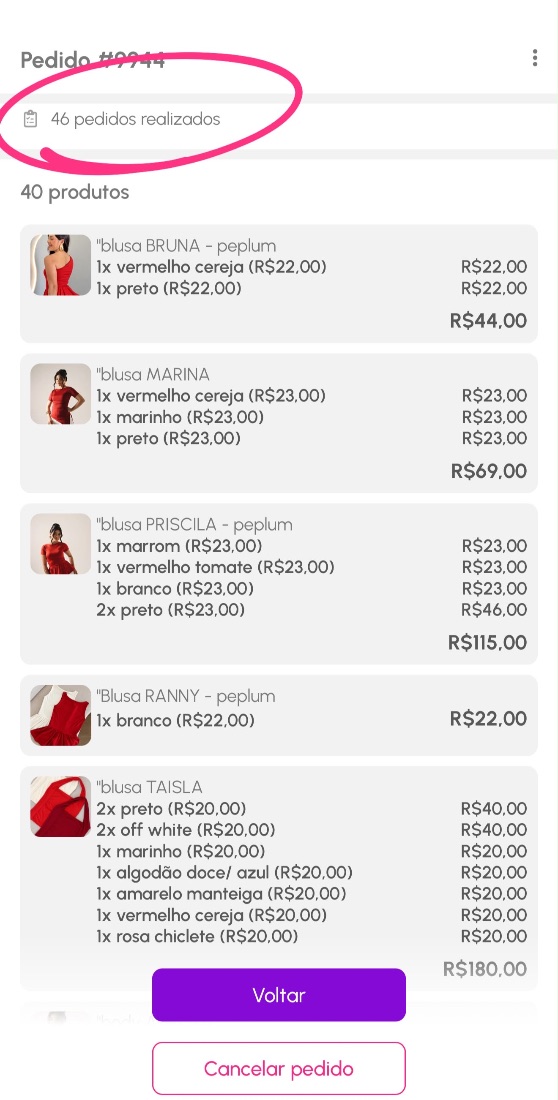 Pedido #9944
46 pedidos realizados
40 produtos
"blusa BRUNA - peplum
1x vermelho cereja (R$22,00) R$22,00
1x preto (R$22,00) R$22,00
R$44,00
"blusa MARINA
1x vermelho cereja (R$23,00) R$23,00
1x marinho (R$23,00) R$23,00
1x preto (R$23,00) R$23,00
R$69,00
"blusa PRISCILA - peplum
1x marrom (R$23,00) R$23,00
1x vermelho tomate (R$23,00) R$23,00
1x branco (R$23,00) R$23,00
2x preto (R$23,00) R$46,00
R$115,00
"Blusa RANNY - peplum
1x branco (R$22,00) R$22,00
"blusa TAISLA
2x preto (R$20,00) R$40,00
2x off white (R$20,00) R$40,00
1x marinho (R$20,00) R$20,00
1x algodão doce/ azul (R$20,00) R$20,00
1x amarelo manteiga (R$20,00) R$20,00
1x vermelho cereja (R$20,00) R$20,00
1x rosa chiclete (R$20,00) R$20,00
R$180,00
Voltar
Cancelar pedido